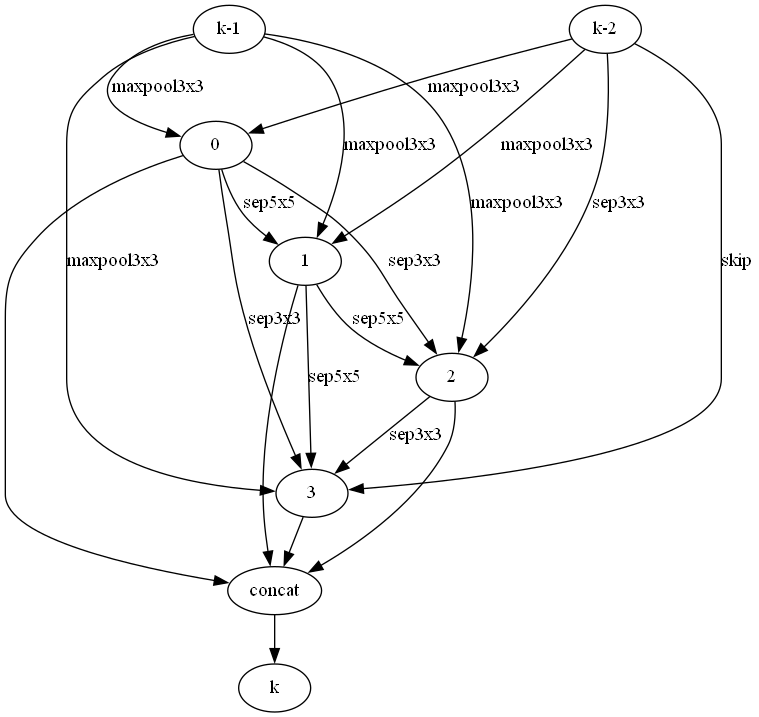 k-1
k-2
maxpool3x3
maxpool3x3
0
maxpool3x3
maxpool3x3
sep5x5
maxpool3x3
sep3x3
maxpool3x3
1
sep3x3
skip
sep3x3
sep5x5
sep5x5
2
sep3x3
3
concat
k